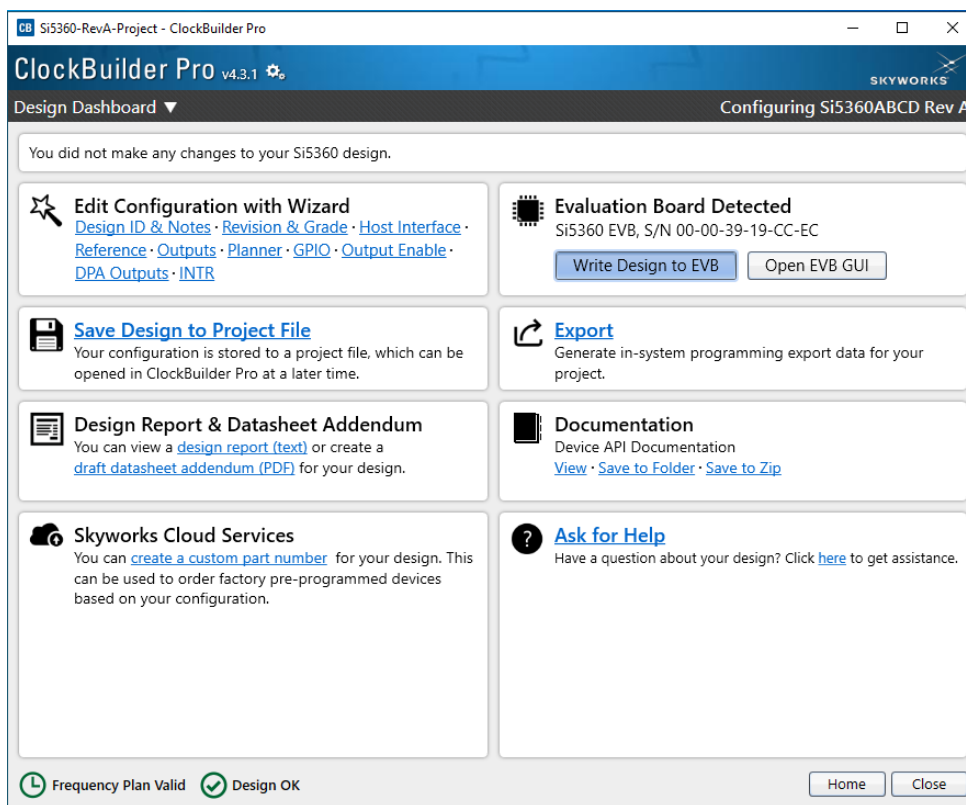 CB Si5360-RevA-Project - ClockBuilder Pro
ClockBuilder Pro v4.3.1
SKYWORKS
Design Dashboard ▼
Configuring Si5360ABCD Rev A
You did not make any changes to your Si5360 design.
Edit Configuration with Wizard
Design ID & Notes · Revision & Grade · Host Interface ·
Reference · Outputs · Planner · GPIO · Output Enable ·
DPA Outputs · INTR
Evaluation Board Detected
Si5360 EVB, S/N 00-00-39-19-CC-EC
Write Design to EVB
Open EVB GUI
Save Design to Project File
Your configuration is stored to a project file, which can be
opened in ClockBuilder Pro at a later time.
Export
Generate in-system programming export data for your
project.
Design Report & Datasheet Addendum
You can view a design report (text) or create a
draft datasheet addendum (PDF) for your design.
Documentation
Device API Documentation
View · Save to Folder · Save to Zip
Skyworks Cloud Services
You can create a custom part number for your design. This
can be used to order factory pre-programmed devices
based on your configuration.
? Ask for Help
Have a question about your design? Click here to get assistance.
Frequency Plan Valid
Design OK
Home
Close